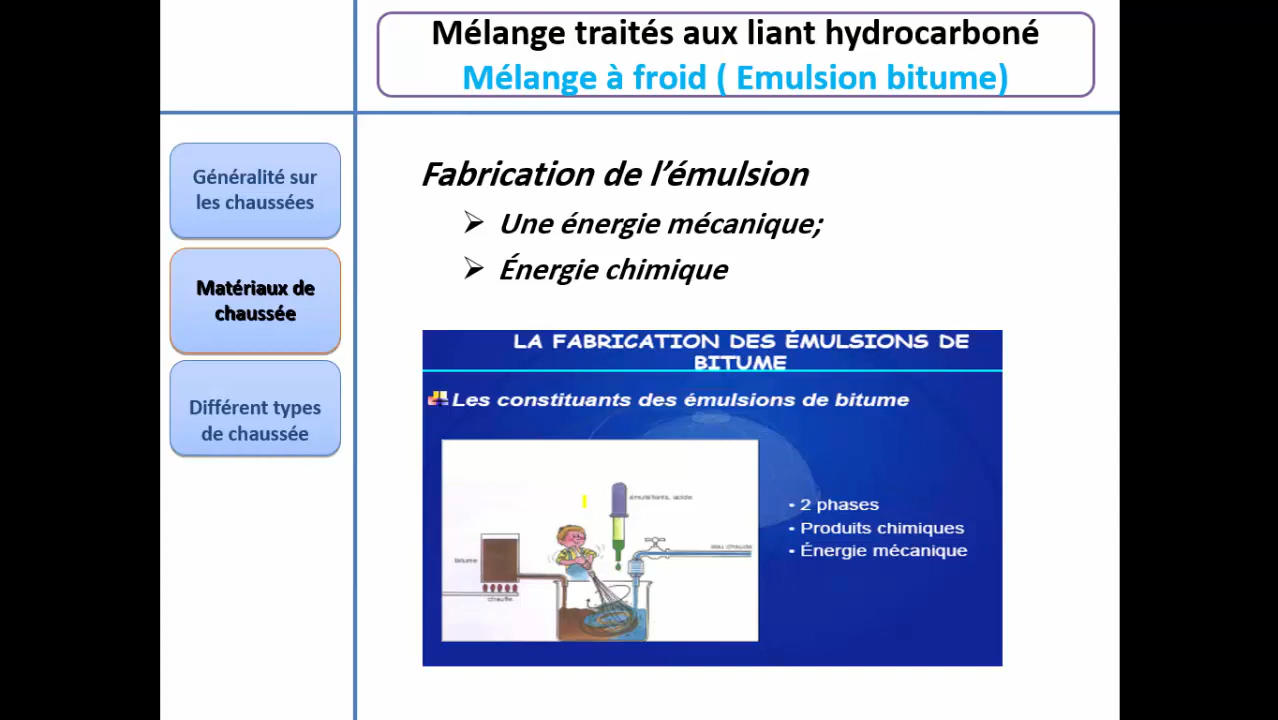 Mélange traités aux liant hydrocarboné
Mélange à froid ( Emulsion bitume)
Généralité sur
les chaussées
Matériaux de
chaussée
Différent types
de chaussée
Fabrication de l’émulsion
➢ Une énergie mécanique;
➢ Énergie chimique
LA FABRICATION DES ÉMULSIONS DE
BITUME
Les constituants des émulsions de bitume
émulsifiants, acide
bitume
eau chaude
chauffe
• 2 phases
• Produits chimiques
• Énergie mécanique